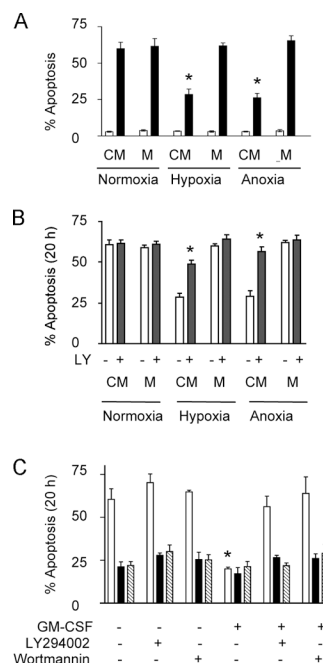 A
% Apoptosis
75
50
25
0
* *
CM M CM M CM _M
Normoxia Hypoxia Anoxia
B
% Apoptosis (20 h)
75
50
25
0
* *
LY - + - + - + - + - + - +
CM M CM M CM M
Normoxia Hypoxia Anoxia
C
% Apoptosis (20 h)
75
50
25
0
*
GM-CSF - - - + + +
LY294002 - + - - + -
Wortmannin - - + - - +